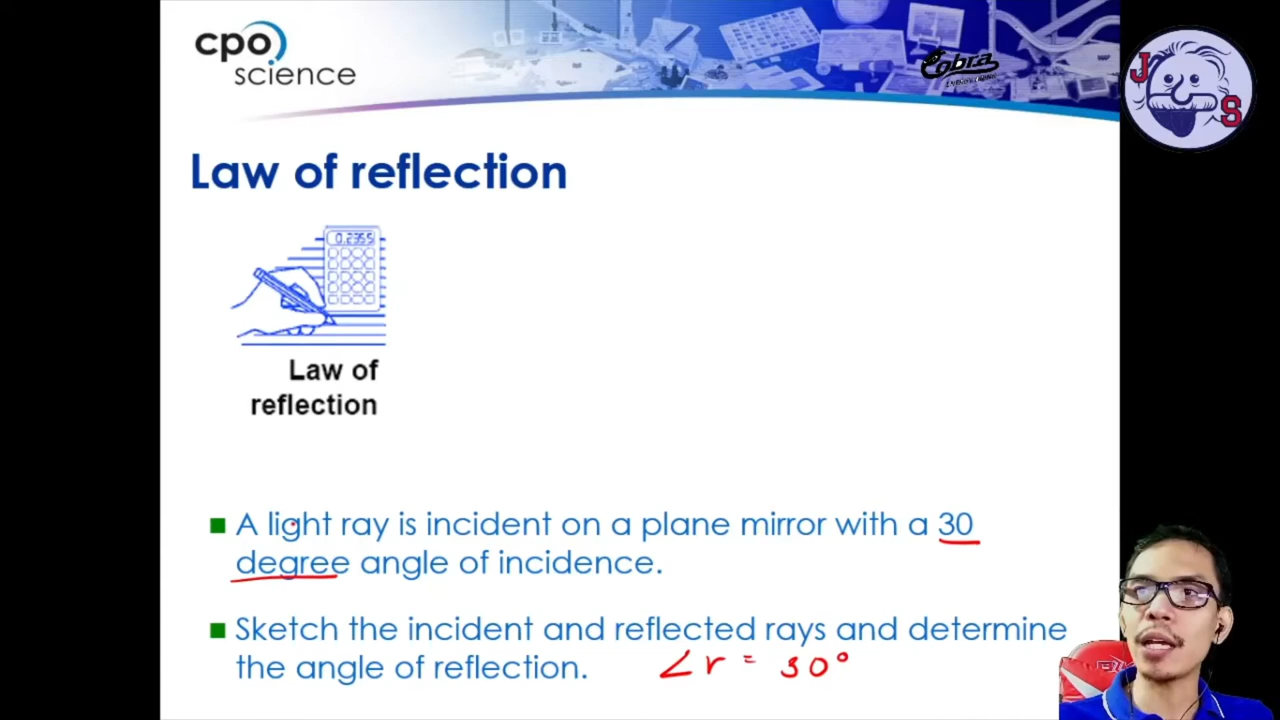 cpo
science
Cobra
J
S
Law of reflection
0.2355
Law of
reflection
A light ray is incident on a plane mirror with a 30
degree angle of incidence.
Sketch the incident and reflected rays and determine
the angle of reflection. ∠r = 30°